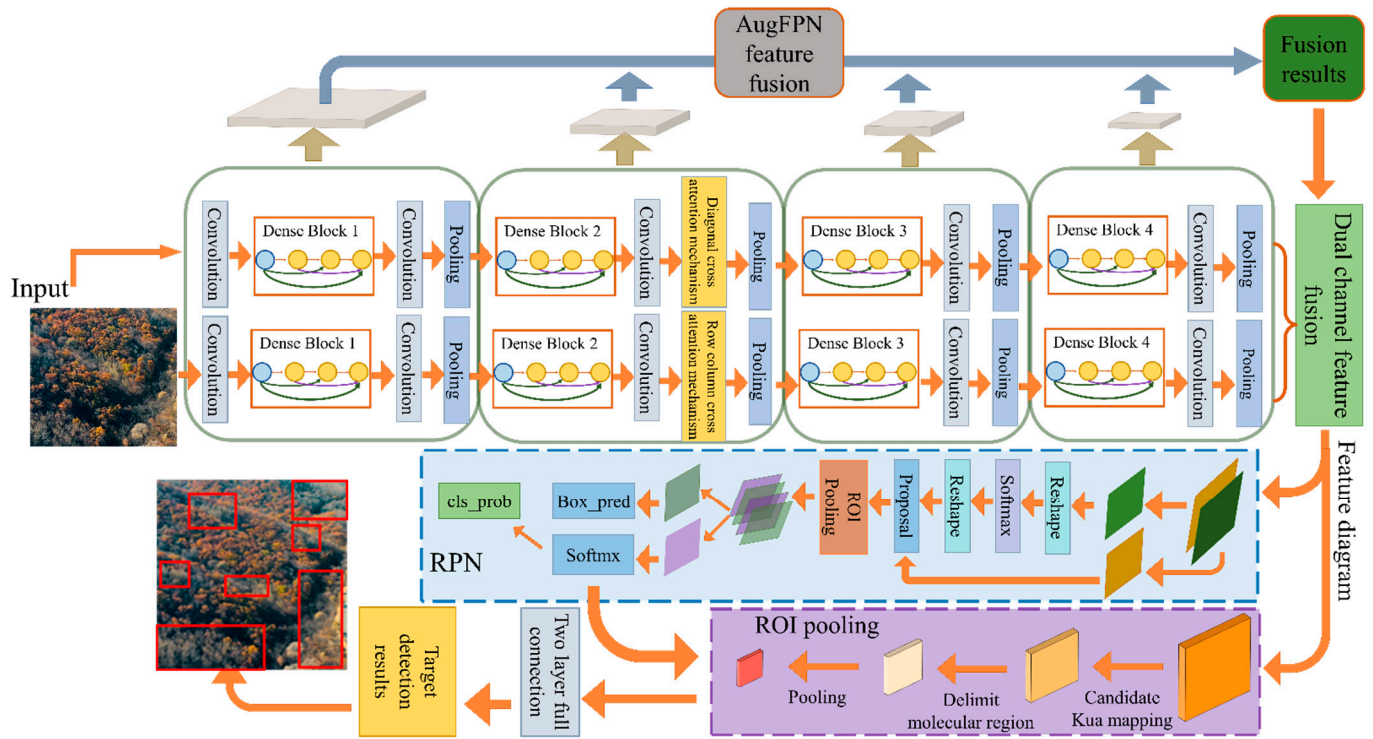 AugFPN
feature
fusion
Fusion
results
Input
Convolution
Dense Block 1
Convolution
Pooling
Dense Block 2
Convolution
Diagonal cross
attention mechanism
Pooling
Dense Block 3
Convolution
Pooling
Dense Block 4
Convolution
Pooling
Convolution
Dense Block 1
Convolution
Pooling
Dense Block 2
Convolution
Row column cross
attention mechanism
Pooling
Dense Block 3
Convolution
Pooling
Dense Block 4
Convolution
Pooling
Dual channel feature
fusion
Feature diagram
cls_prob
Box_pred
Softmx
RPN
ROI
Pooling
Proposal
Reshape
Softmax
Reshape
ROI pooling
Pooling
Delimit
molecular region
Candidate
Kua mapping
Two layer full
connection
Target
detection
results